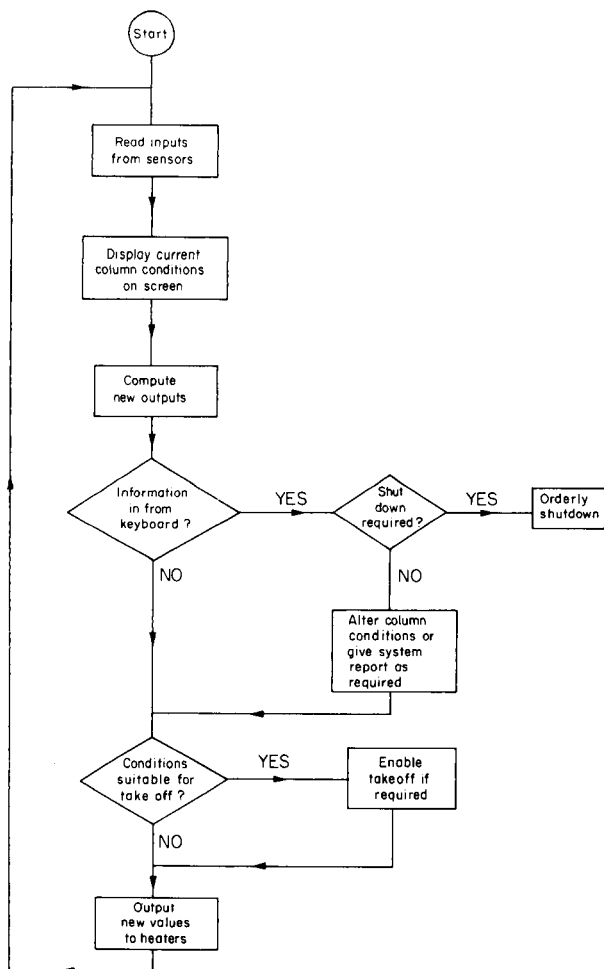 Start
Read inputs
from sensors
Display current
column conditions
on screen
Compute
new outputs
Information
in from
keyboard ?
YES
Shut
down
required?
YES
Orderly
shutdown
NO
NO
Alter column
conditions or
give system
report as
required
Conditions
suitable for
take off ?
YES
Enable
takeoff if
required
NO
Output
new values
to heaters